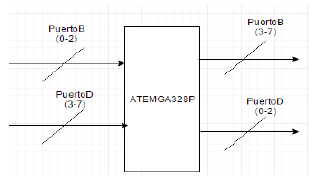 PuertoB
(0-2)
PuertoB
(3-7)
PuertoD
(3-7)
ATEMGA328P
PuertoD
(0-2)